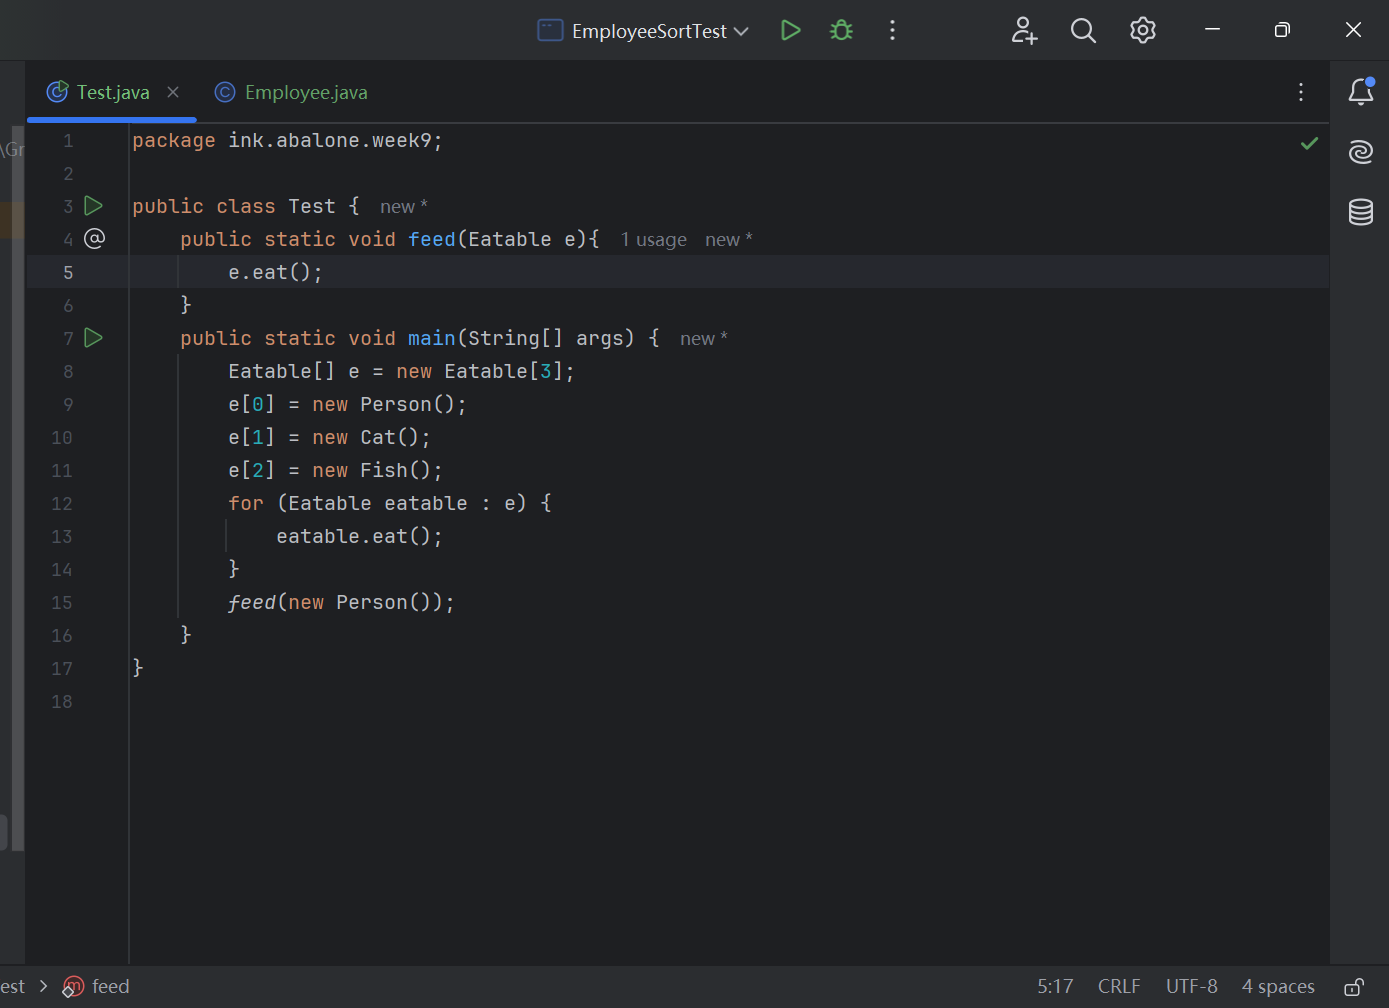 EmployeeSortTest
Test.java Employee.java
\Gr
1 package ink.abalone.week9;
2
3 public class Test { new *
4 @ public static void feed(Eatable e){ 1 usage new *
5 e.eat();
6 }
7 public static void main(String[] args) { new *
8 Eatable[] e = new Eatable[3];
9 e[0] = new Person();
10 e[1] = new Cat();
11 e[2] = new Fish();
12 for (Eatable eatable : e) {
13 eatable.eat();
14 }
15 feed(new Person());
16 }
17 }
18
est > m feed 5:17 CRLF UTF-8 4 spaces